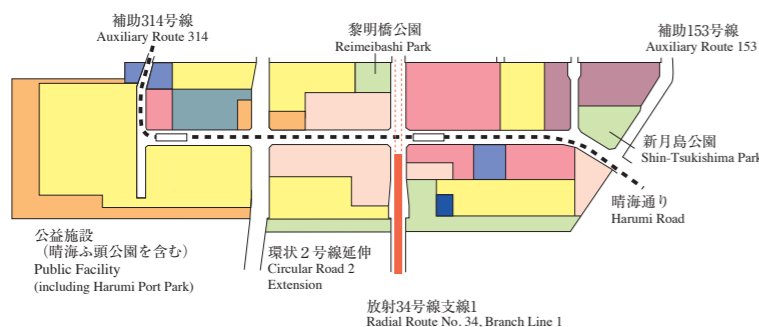 補助314号線
Auxiliary Route 314
黎明橋公園
Reimeibashi Park
補助153号線
Auxiliary Route 153
新月島公園
Shin-Tsukishima Park
晴海通り
Harumi Road
公益施設
（晴海ふ頭公園を含む）
Public Facility
(including Harumi Port Park)
環状２号線延伸
Circular Road 2
Extension
放射34号線支線1
Radial Route No. 34, Branch Line 1